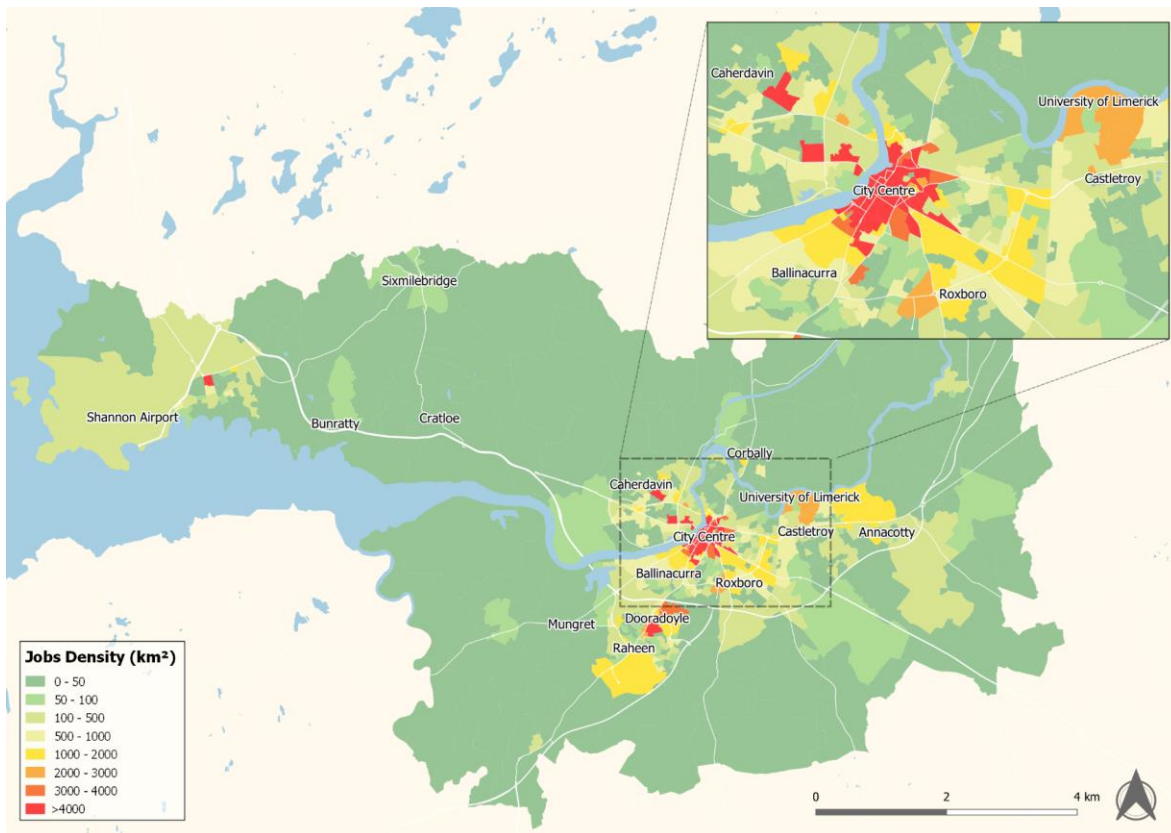 Caherdavin
University of Limerick
Castletroy
City Centre
Ballinacurra
Roxboro
Sixmilebridge
Shannon Airport
Bunratty
Cratloe
Corbally
Caherdavin
University of Limerick
City Centre
Castletroy
Annacotty
Ballinacurra
Roxboro
Mungret
Dooradoyle
Raheen
Jobs Density (km²)
0 - 50
50 - 100
100 - 500
500 - 1000
1000 - 2000
2000 - 3000
3000 - 4000
>4000
0 2 4 km